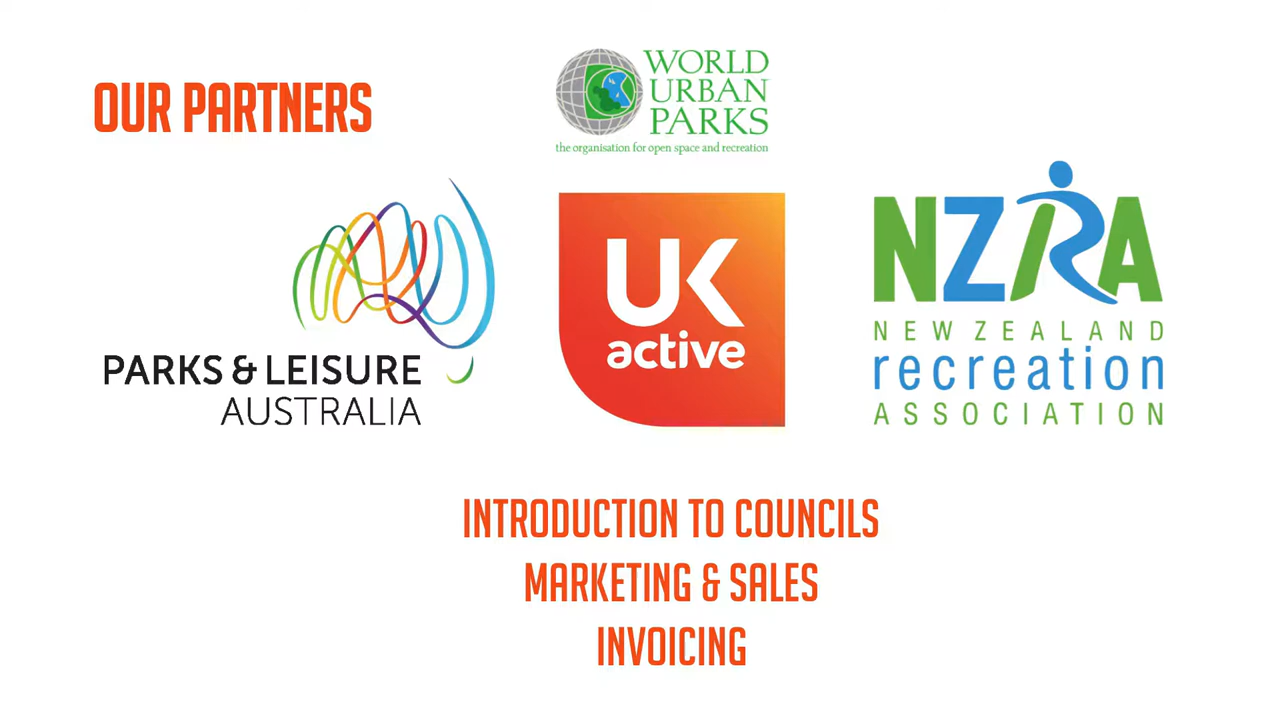 OUR PARTNERS
WORLD
URBAN
PARKS
the organisation for open space and recreation
PARKS & LEISURE
AUSTRALIA
UK
active
NZRA
NEW ZEALAND
recreation
ASSOCIATION
INTRODUCTION TO COUNCILS
MARKETING & SALES
INVOICING